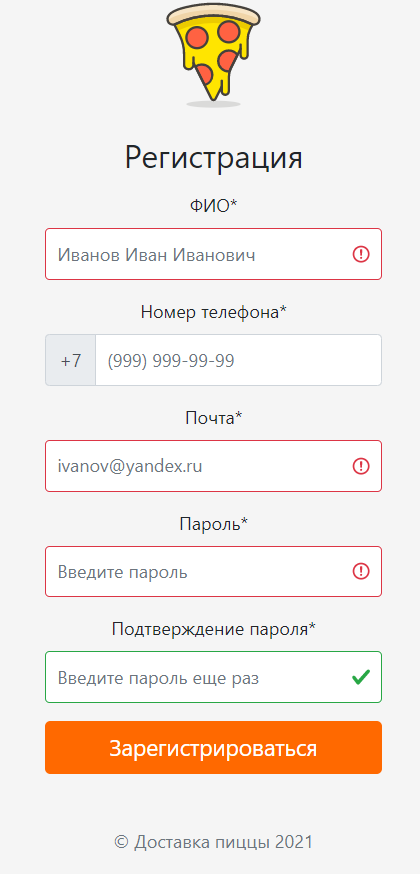 Регистрация
ФИО*
Иванов Иван Иванович
Номер телефона*
+7 (999) 999-99-99
Почта*
ivanov@yandex.ru
Пароль*
Введите пароль
Подтверждение пароля*
Введите пароль еще раз
Зарегистрироваться
© Доставка пиццы 2021